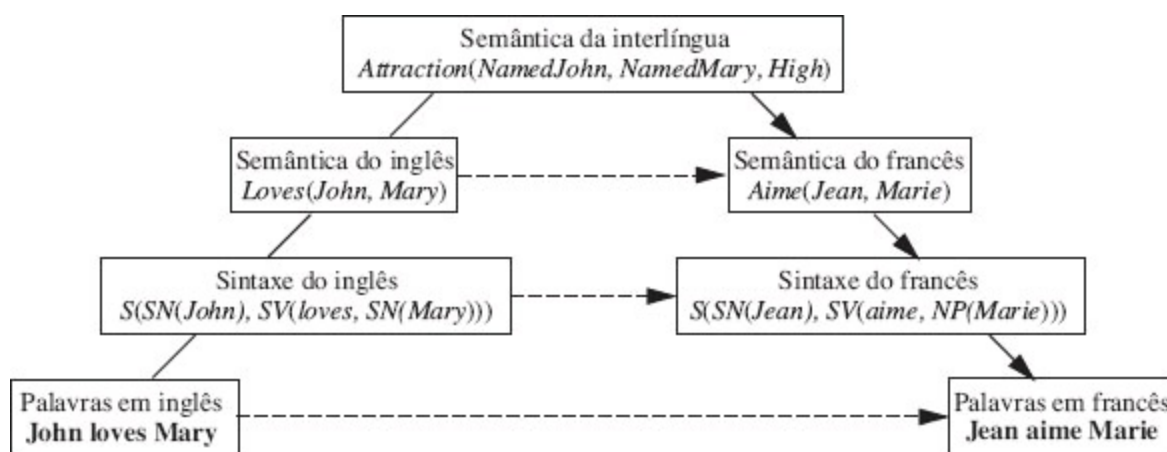 Semântica da interlíngua
Attraction(NamedJohn, NamedMary, High)
Semântica do inglês
Loves(John, Mary)
Semântica do francês
Aime(Jean, Marie)
Sintaxe do inglês
S(SN(John), SV(loves, SN(Mary)))
Sintaxe do francês
S(SN(Jean), SV(aime, NP(Marie)))
Palavras em inglês
John loves Mary
Palavras em francês
Jean aime Marie